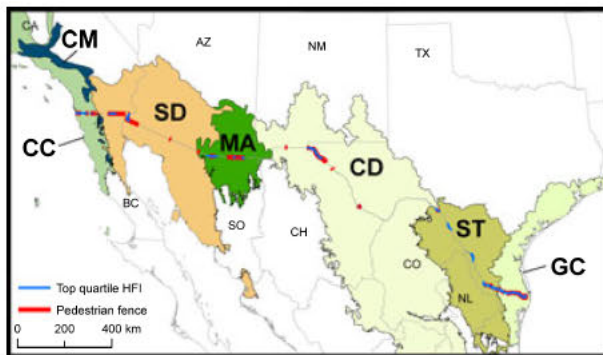 CA
CM
AZ
NM
TX
SD
MA
CC
CD
BC
SO
CH
ST
CO
GC
NL
Top quartile HFI
Pedestrian fence
0 200 400 km